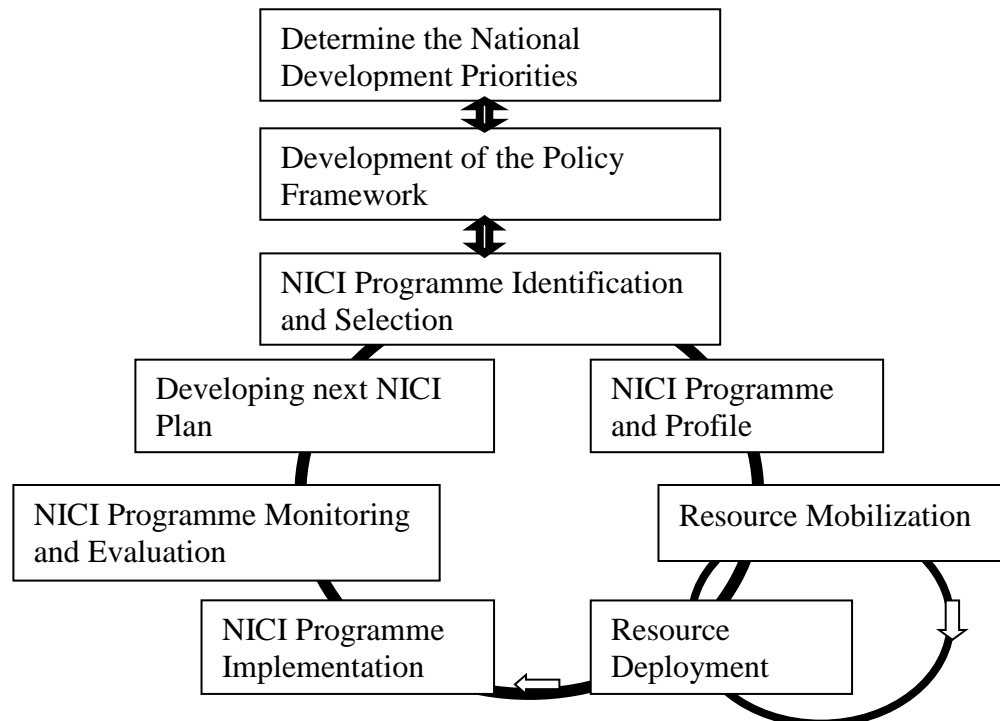 Determine the National
Development Priorities
Development of the Policy
Framework
NICI Programme Identification
and Selection
Developing next NICI
Plan
NICI Programme
and Profile
NICI Programme Monitoring
and Evaluation
Resource Mobilization
NICI Programme
Implementation
Resource
Deployment